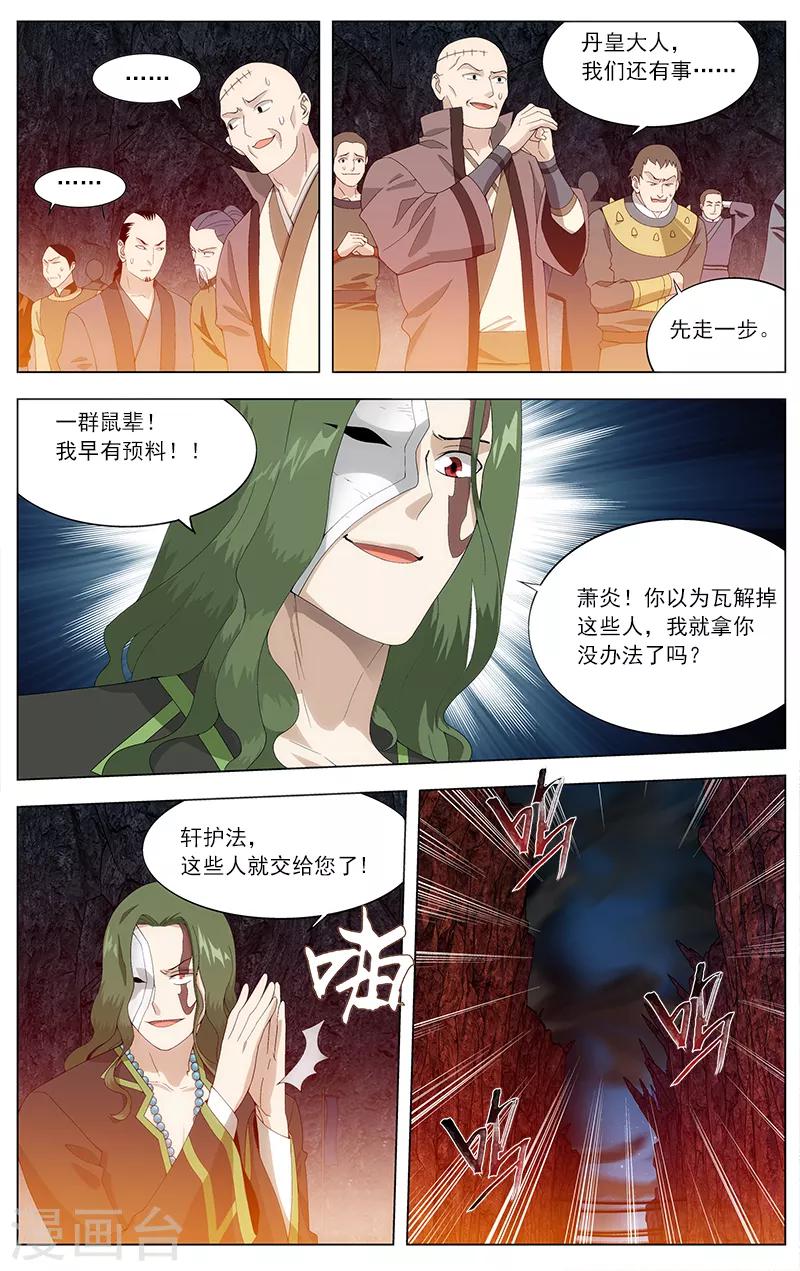 ……
……
丹皇大人，
我们还有事……
先走一步。
一群鼠辈！
我早有预料！！
萧炎！你以为瓦解掉
这些人，我就拿你
没办法了吗？
轩护法，
这些人就交给您了！
啪
呜
呜
呜
漫画台